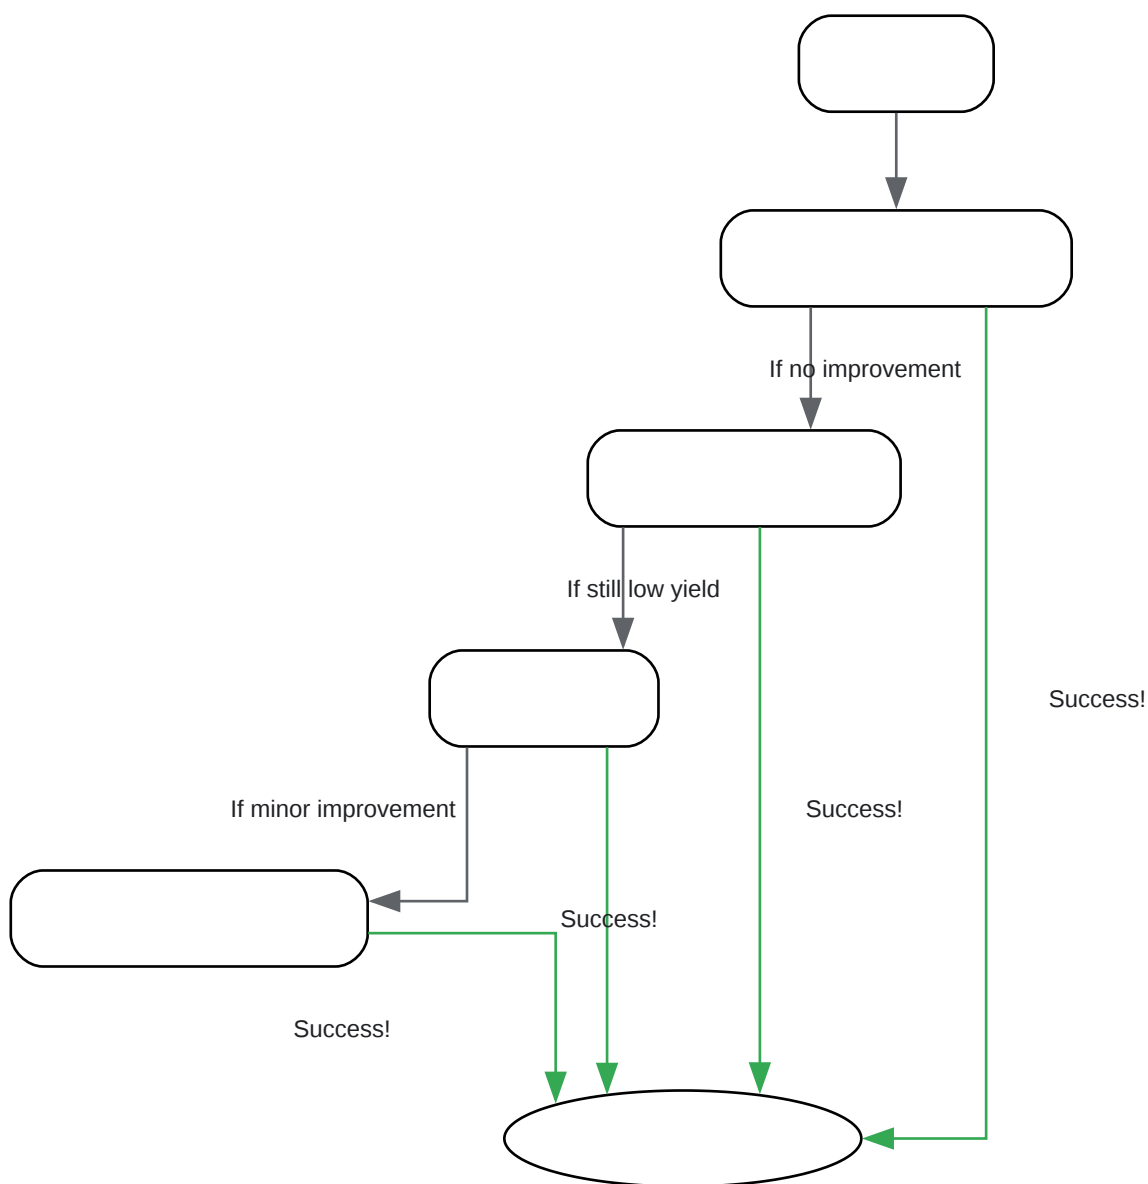 If no improvement
If still low yield
Success!
If minor improvement
Success!
Success!
Success!